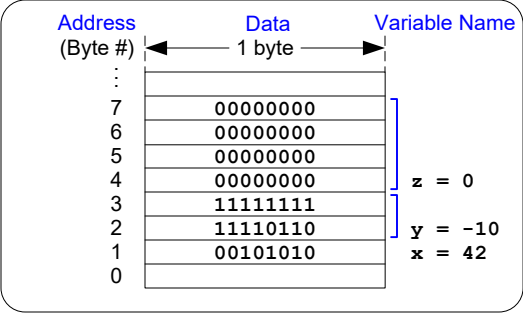 Address Data Variable Name
(Byte #) 1 byte
⋮
7 00000000
6 00000000
5 00000000
4 00000000 z = 0
3 11111111
2 11110110 y = -10
1 00101010 x = 42
0